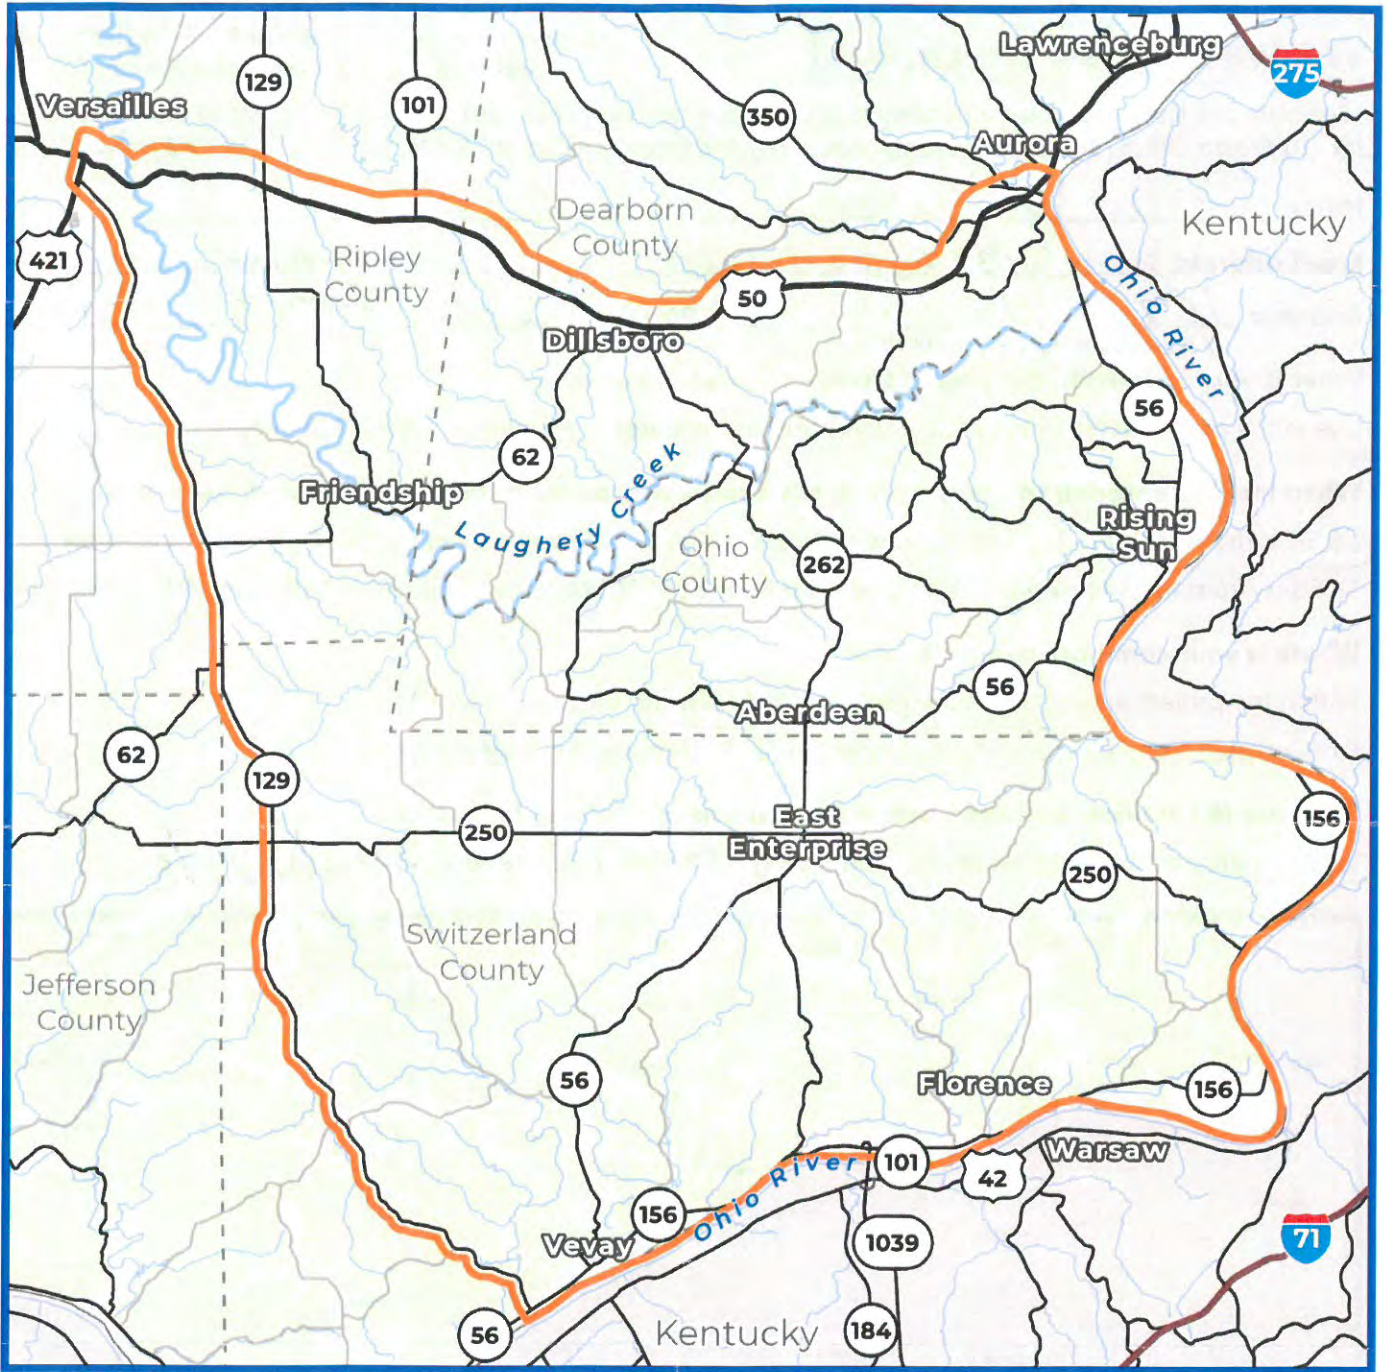 Lawrenceburg
275
129
101
Versailles
350
Aurora
Dearborn
County
Kentucky
421
Ripley
County
50
Ohio River
Dillsboro
56
62
Friendship
Laughery Creek
Rising
Sun
Ohio
County
262
56
Aberdeen
62
129
250
East
Enterprise
156
250
Switzerland
County
Jefferson
County
56
Florence
156
Warsaw
101
42
Ohio River
156
Vevay
1039
71
56
Kentucky
184